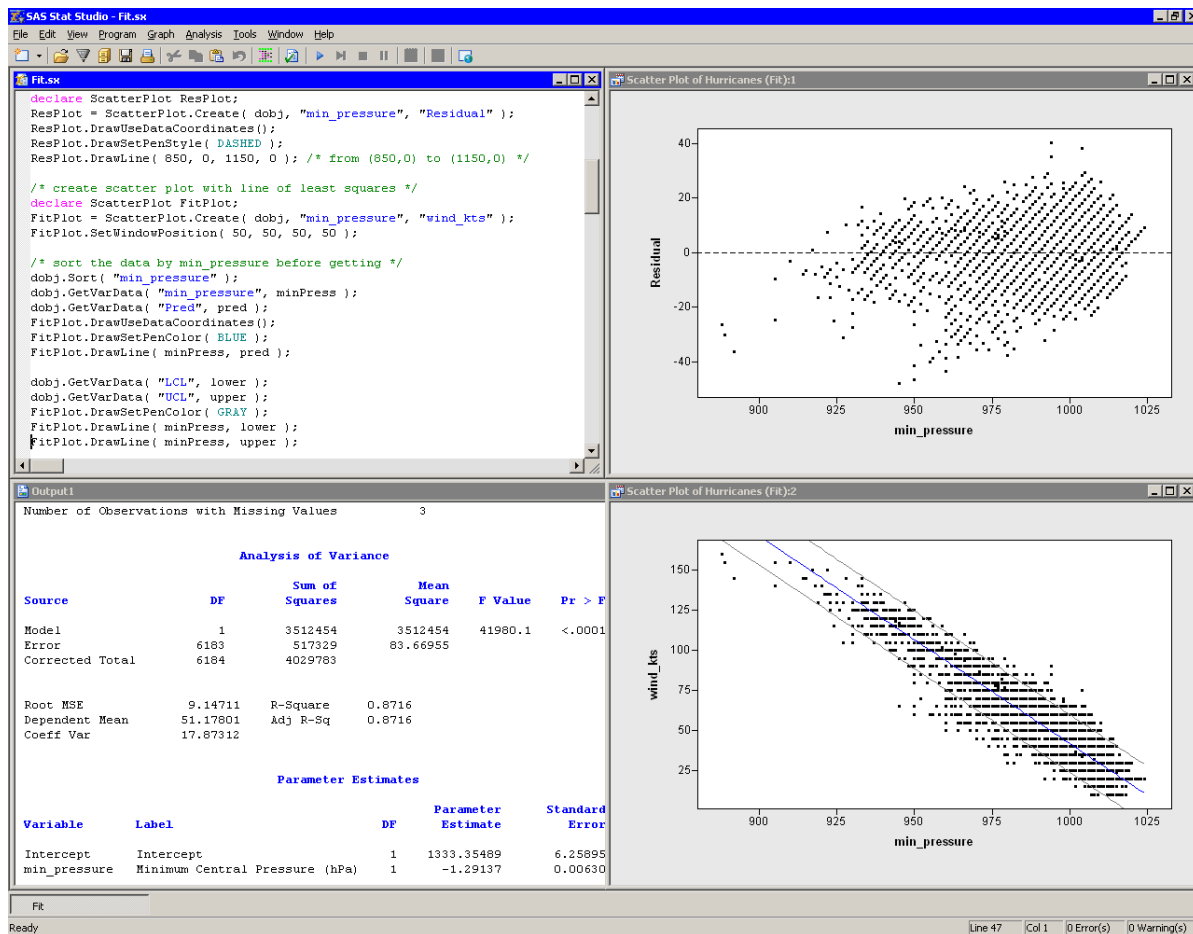 SAS Stat Studio - Fit.sx
File Edit View Program Graph Analysis Tools Window Help
Fit.sx
declare ScatterPlot ResPlot;
ResPlot = ScatterPlot.Create( dobj, "min_pressure", "Residual" );
ResPlot.DrawUseDataCoordinates();
ResPlot.DrawSetPenStyle( DASHED );
ResPlot.DrawLine( 850, 0, 1150, 0 ); /* from (850,0) to (1150,0) */
/* create scatter plot with line of least squares */
declare ScatterPlot FitPlot;
FitPlot = ScatterPlot.Create( dobj, "min_pressure", "wind_kts" );
FitPlot.SetWindowPosition( 50, 50, 50, 50 );
/* sort the data by min_pressure before getting */
dobj.Sort( "min_pressure" );
dobj.GetVarData( "min_pressure", minPress );
dobj.GetVarData( "Pred", pred );
FitPlot.DrawUseDataCoordinates();
FitPlot.DrawSetPenColor( BLUE );
FitPlot.DrawLine( minPress, pred );
dobj.GetVarData( "LCL", lower );
dobj.GetVarData( "UCL", upper );
FitPlot.DrawSetPenColor( GRAY );
FitPlot.DrawLine( minPress, lower );
FitPlot.DrawLine( minPress, upper );
Scatter Plot of Hurricanes (Fit):1
40
20
0
-20
-40
Residual
900 925 950 975 1000 1025
min_pressure
Output1
Number of Observations with Missing Values 3
Analysis of Variance
Sum of Mean
Source DF Squares Square F Value Pr > F
Model 1 3512454 3512454 41980.1 <.0001
Error 6183 517329 83.66955
Corrected Total 6184 4029783
Root MSE 9.14711 R-Square 0.8716
Dependent Mean 51.17801 Adj R-Sq 0.8716
Coeff Var 17.87312
Parameter Estimates
Parameter Standard
Variable Label DF Estimate Error
Intercept Intercept 1 1333.35489 6.25895
min_pressure Minimum Central Pressure (hPa) 1 -1.29137 0.00630
Scatter Plot of Hurricanes (Fit):2
150
125
100
75
50
25
wind_kts
900 925 950 975 1000 1025
min_pressure
Fit
Ready Line 47 Col 1 0 Error(s) 0 Warning(s)